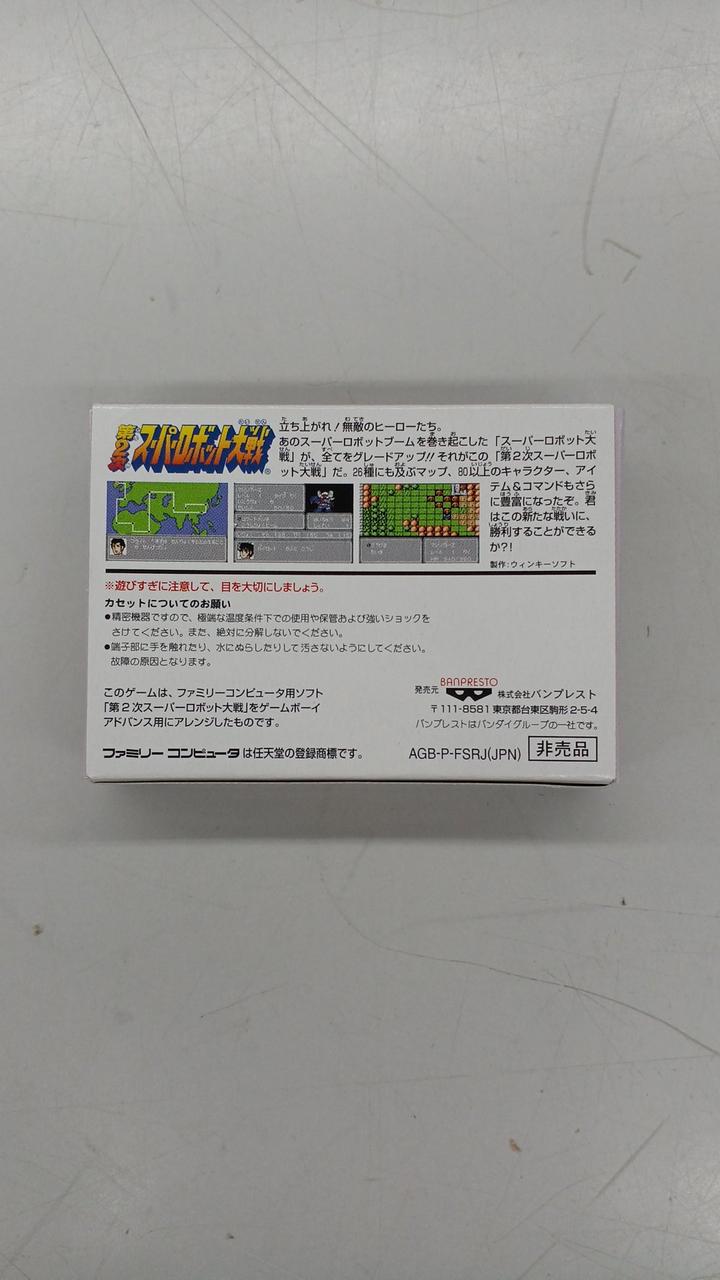 第2次スーパーロボット大戦
立ち上がれ!無敵のヒーローたち。
あのスーパーロボットブームを巻き起こした「スーパーロボット大
戦」が、全てをグレードアップ!!それがこの「第2次スーパーロボ
ット大戦」だ。26種にも及ぶマップ、80以上のキャラクター、アイ
テム&コマンドもさら
に豊富になったぞ。君
はこの新たな戦いに、
勝利することができる
か?!
製作:ウィンキーソフト
※遊びすぎに注意して、目を大切にしましょう。
カセットについてのお願い
●精密機器ですので、極端な温度条件下での使用や保管および強いショックを
さけてください。また、絶対に分解しないでください。
●端子部に手を触れたり、水にぬらしたりして汚さないようにしてください。
故障の原因となります。
このゲームは、ファミリーコンピュータ用ソフト
「第2次スーパーロボット大戦」をゲームボーイ
アドバンス用にアレンジしたものです。
ファミリーコンピュータは任天堂の登録商標です。
BANPRESTO
発売元 株式会社バンプレスト
〒111-8581 東京都台東区駒形2-5-4
バンプレストはバンダイグループの一社です。
AGB-P-FSRJ(JPN) 非売品